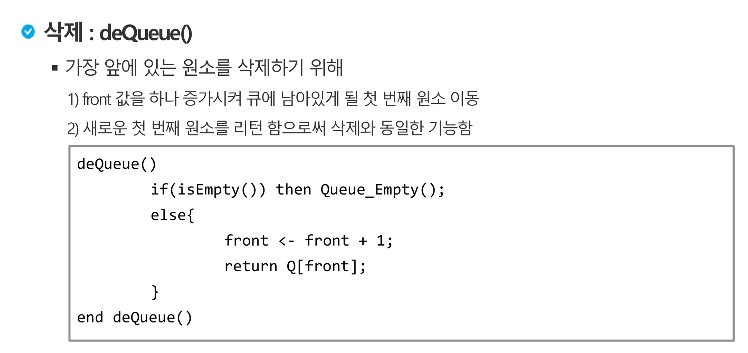 삭제 : deQueue()
▪ 가장 앞에 있는 원소를 삭제하기 위해
1) front 값을 하나 증가시켜 큐에 남아있게 될 첫 번째 원소 이동
2) 새로운 첫 번째 원소를 리턴 함으로써 삭제와 동일한 기능함
deQueue()
if(isEmpty()) then Queue_Empty();
else{
front <- front + 1;
return Q[front];
}
end deQueue()